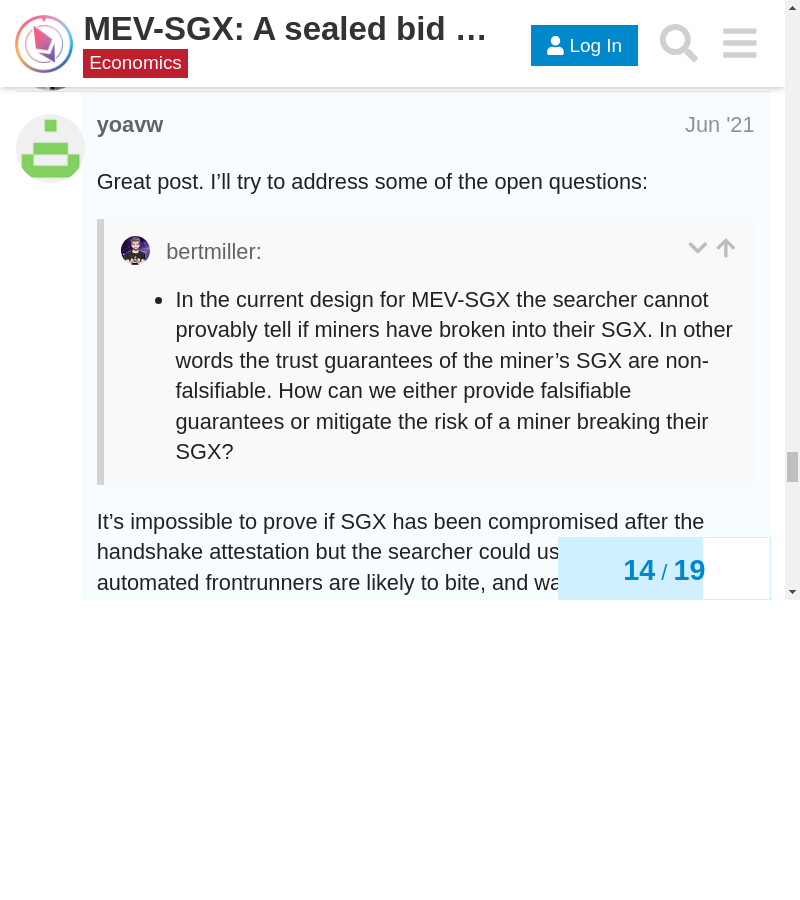 MEV-SGX: A sealed bid …
Economics
Log In
yoavw
Jun '21
Great post. I’ll try to address some of the open questions:
bertmiller:
• In the current design for MEV-SGX the searcher cannot
provably tell if miners have broken into their SGX. In other
words the trust guarantees of the miner’s SGX are non-
falsifiable. How can we either provide falsifiable
guarantees or mitigate the risk of a miner breaking their
SGX?
It’s impossible to prove if SGX has been compromised after the
handshake attestation but the searcher could
automated frontrunners are likely to bite, and
14 / 19